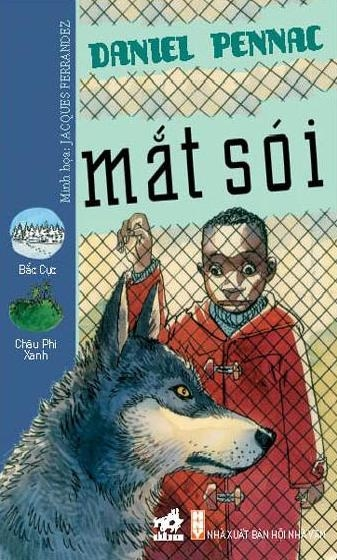 DANIEL PENNAC
Minh họa: JACQUES FERRANDEZ
mắt sói
Bắc Cực
Châu Phi
Xanh
NHÀ XUẤT BẢN HỘI NHÀ VĂN